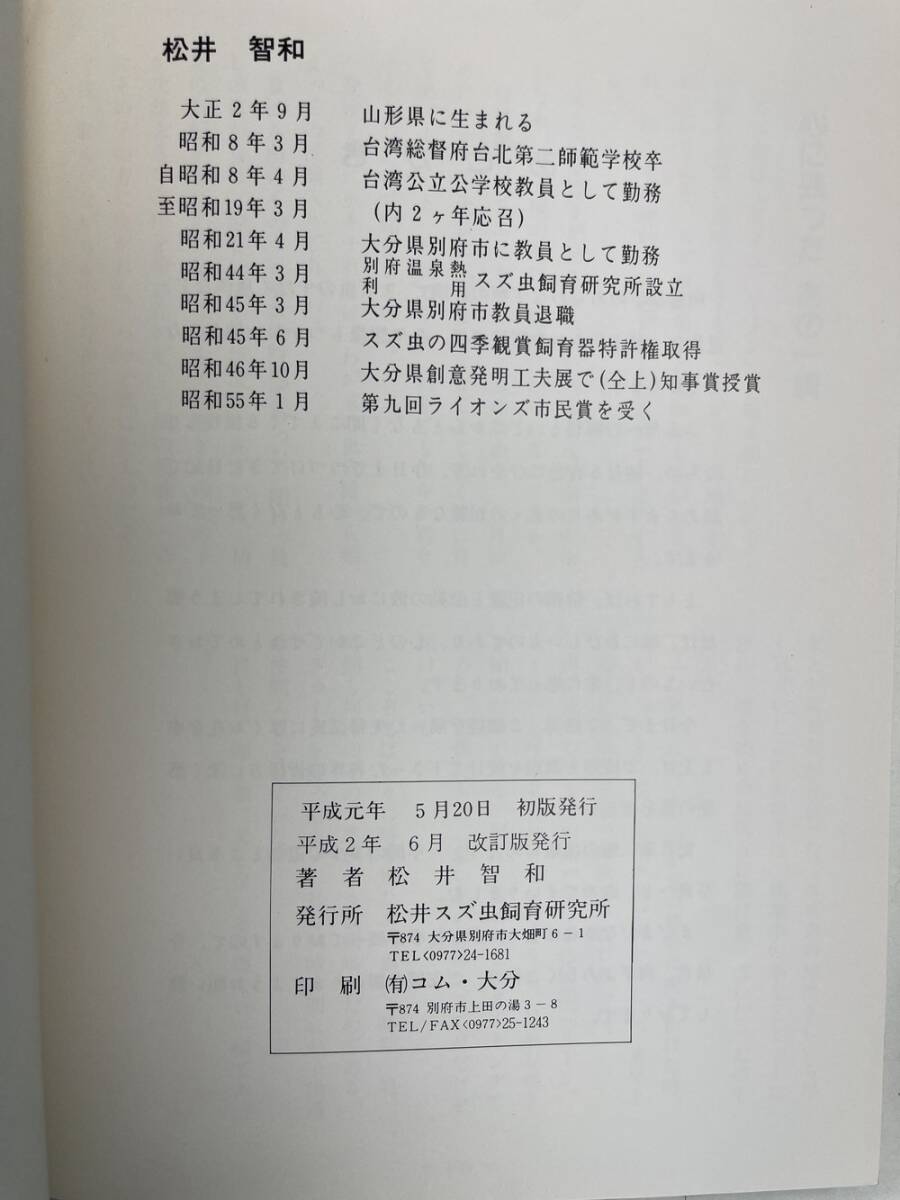 松井　智和
大正2年9月　山形県に生まれる
昭和8年3月　台湾総督府台北第二師範学校卒
自昭和8年4月　台湾公立公学校教員として勤務
至昭和19年3月　(内2ヶ年応召)
昭和21年4月　大分県別府市に教員として勤務
昭和44年3月　別府温泉熱利用スズ虫飼育研究所設立
昭和45年3月　大分県別府市教員退職
昭和45年6月　スズ虫の四季観賞飼育器特許権取得
昭和46年10月　大分県創意発明工夫展で(仝上)知事賞授賞
昭和55年1月　第九回ライオンズ市民賞を受く
平成元年　5月20日　初版発行
平成2年　6月　改訂版発行
著者　松井智和
発行所　松井スズ虫飼育研究所
〒874 大分県別府市大畑町6-1
TEL<0977>24-1681
印刷　㈲コム・大分
〒874 別府市上田の湯3-8
TEL/FAX<0977>25-1243